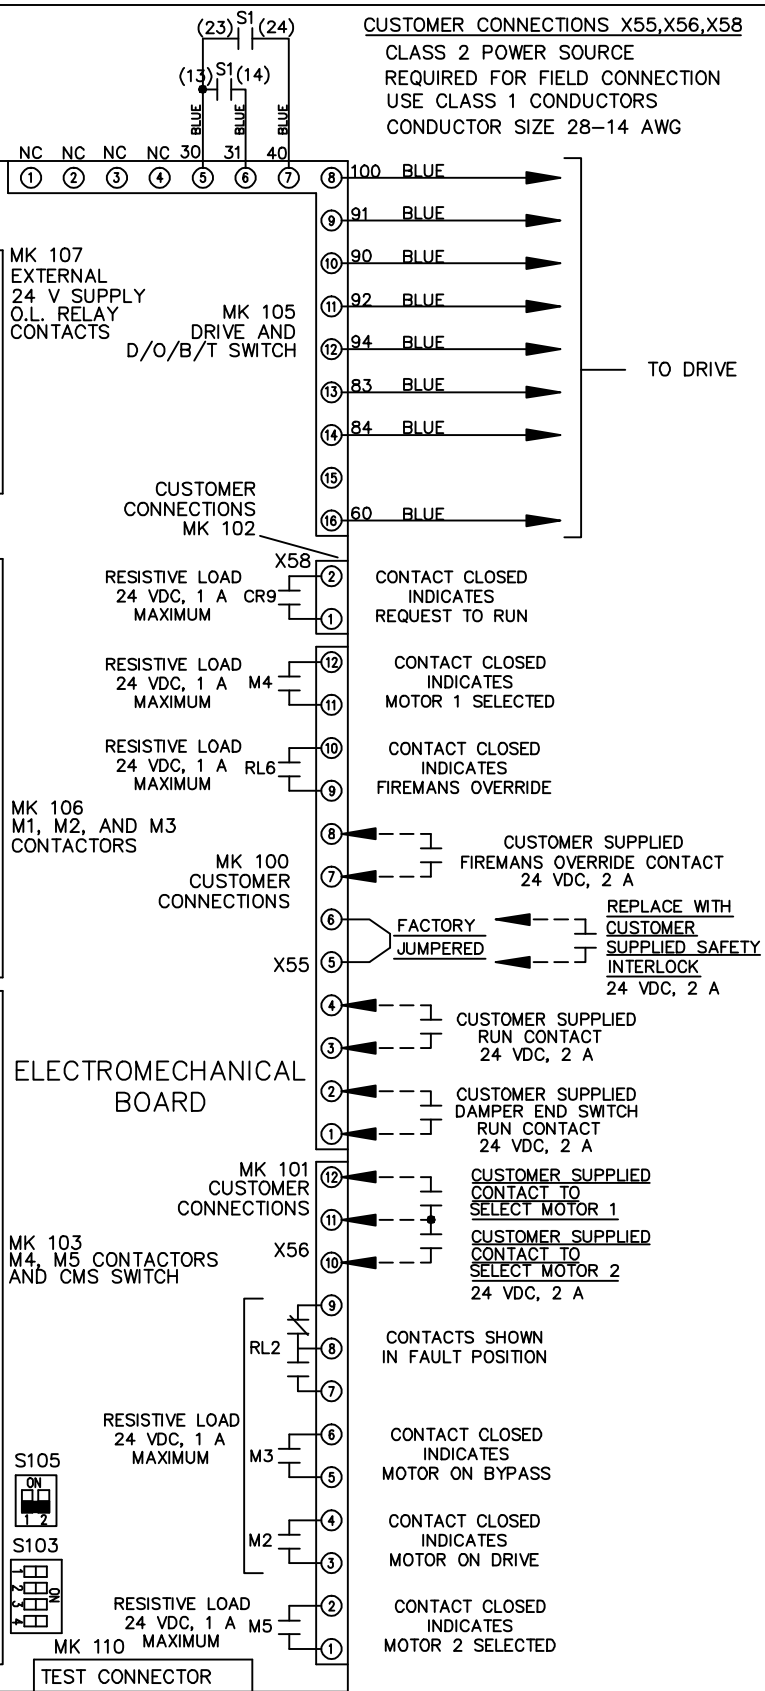 CUSTOMER CONNECTIONS X55,X56,X58
CLASS 2 POWER SOURCE
REQUIRED FOR FIELD CONNECTION
USE CLASS 1 CONDUCTORS
CONDUCTOR SIZE 28–14 AWG
(23) S1 (24)
(13) S1 (14)
BLUE BLUE BLUE
NC NC NC NC 30 31 40
1 2 3 4 5 6 7 8 100 BLUE
9 91 BLUE
10 90 BLUE
11 92 BLUE
12 94 BLUE
13 83 BLUE
14 84 BLUE
15
16 60 BLUE
TO DRIVE
MK 107
EXTERNAL
24 V SUPPLY
O.L. RELAY
CONTACTS
MK 105
DRIVE AND
D/O/B/T SWITCH
CUSTOMER
CONNECTIONS
MK 102
X58
RESISTIVE LOAD
24 VDC, 1 A
MAXIMUM
CR9
2
1
CONTACT CLOSED
INDICATES
REQUEST TO RUN
RESISTIVE LOAD
24 VDC, 1 A
MAXIMUM
M4
12
11
CONTACT CLOSED
INDICATES
MOTOR 1 SELECTED
RESISTIVE LOAD
24 VDC, 1 A
MAXIMUM
RL6
10
9
CONTACT CLOSED
INDICATES
FIREMANS OVERRIDE
MK 106
M1, M2, AND M3
CONTACTORS
MK 100
CUSTOMER
CONNECTIONS
8
7
CUSTOMER SUPPLIED
FIREMANS OVERRIDE CONTACT
24 VDC, 2 A
X55
6
5
FACTORY
JUMPERED
REPLACE WITH
CUSTOMER
SUPPLIED SAFETY
INTERLOCK
24 VDC, 2 A
4
3
CUSTOMER SUPPLIED
RUN CONTACT
24 VDC, 2 A
ELECTROMECHANICAL
BOARD
2
1
CUSTOMER SUPPLIED
DAMPER END SWITCH
RUN CONTACT
24 VDC, 2 A
MK 101
CUSTOMER
CONNECTIONS
X56
12
11
10
CUSTOMER SUPPLIED
CONTACT TO
SELECT MOTOR 1
CUSTOMER SUPPLIED
CONTACT TO
SELECT MOTOR 2
24 VDC, 2 A
MK 103
M4, M5 CONTACTORS
AND CMS SWITCH
RL2
9
8
7
CONTACTS SHOWN
IN FAULT POSITION
RESISTIVE LOAD
24 VDC, 1 A
MAXIMUM
M3
6
5
CONTACT CLOSED
INDICATES
MOTOR ON BYPASS
S105
ON
1 2
M2
4
3
CONTACT CLOSED
INDICATES
MOTOR ON DRIVE
S103
1
2
3
4
ON
RESISTIVE LOAD
24 VDC, 1 A
MAXIMUM
M5
2
1
CONTACT CLOSED
INDICATES
MOTOR 2 SELECTED
MK 110
TEST CONNECTOR